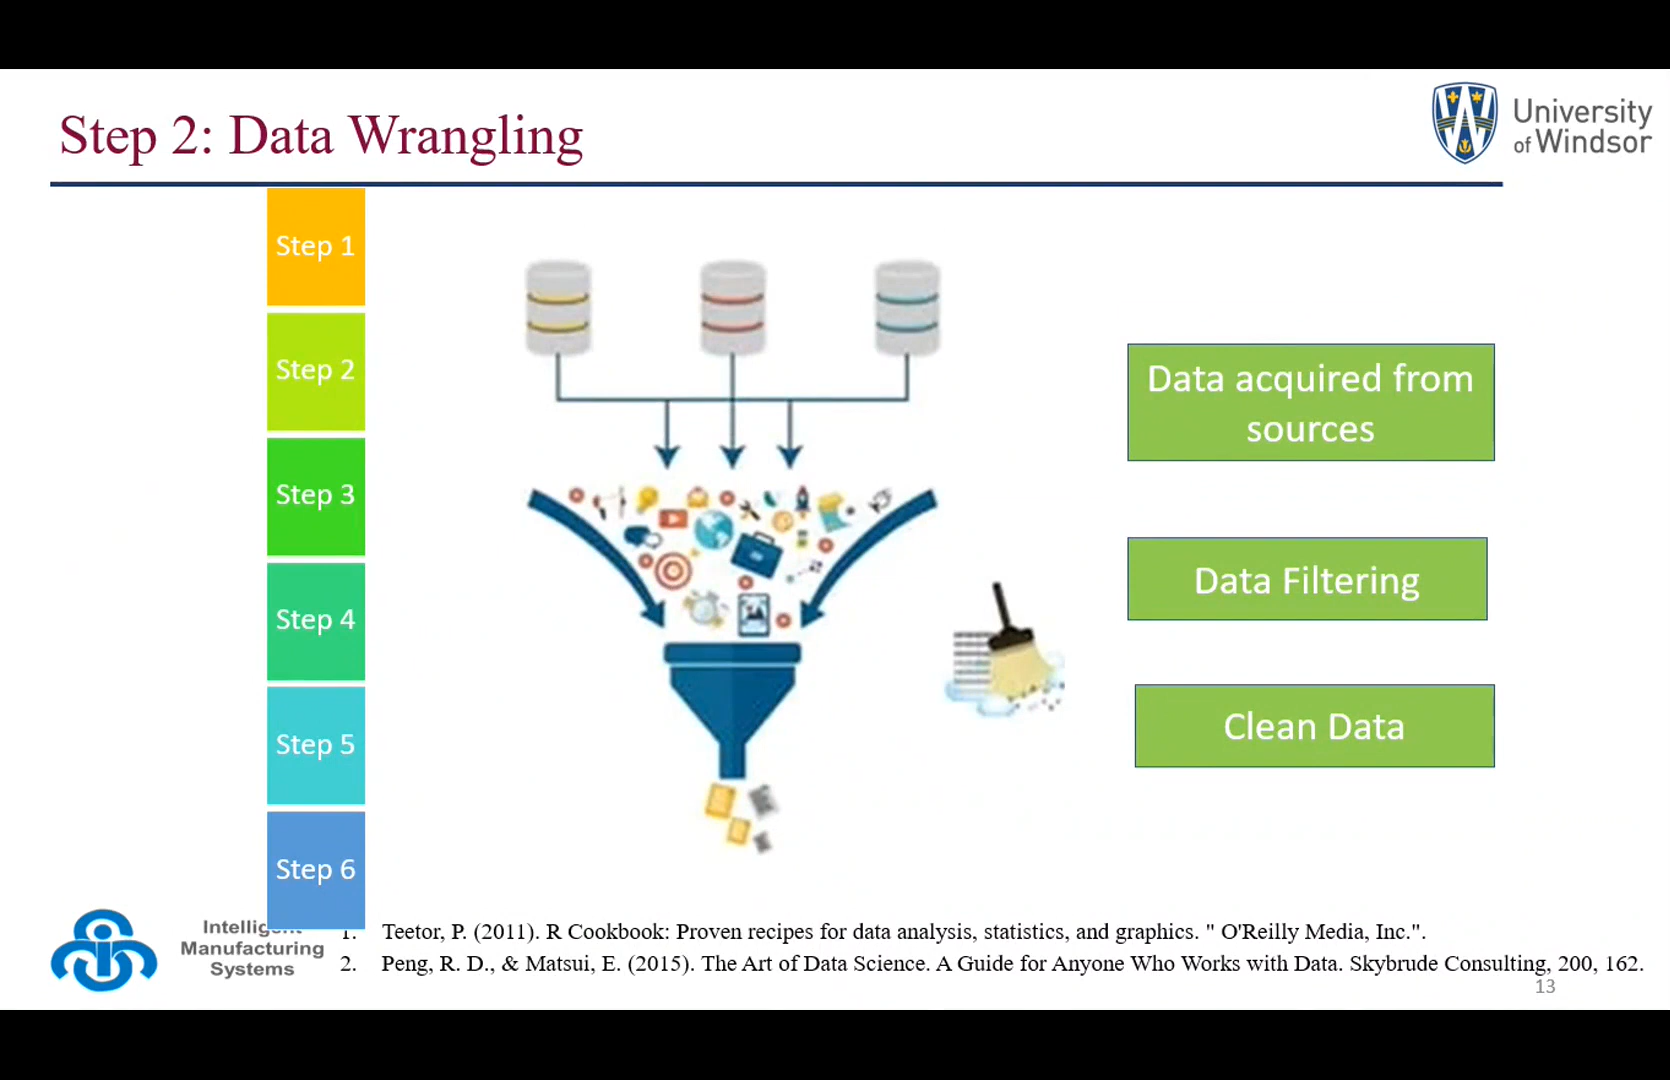 Step 2: Data Wrangling
University
of Windsor
Step 1
Step 2
Step 3
Step 4
Step 5
Step 6
Data acquired from
sources
Data Filtering
Clean Data
Intelligent
Manufacturing
Systems
1. Teetor, P. (2011). R Cookbook: Proven recipes for data analysis, statistics, and graphics. " O'Reilly Media, Inc.".
2. Peng, R. D., & Matsui, E. (2015). The Art of Data Science. A Guide for Anyone Who Works with Data. Skybrude Consulting, 200, 162.
13